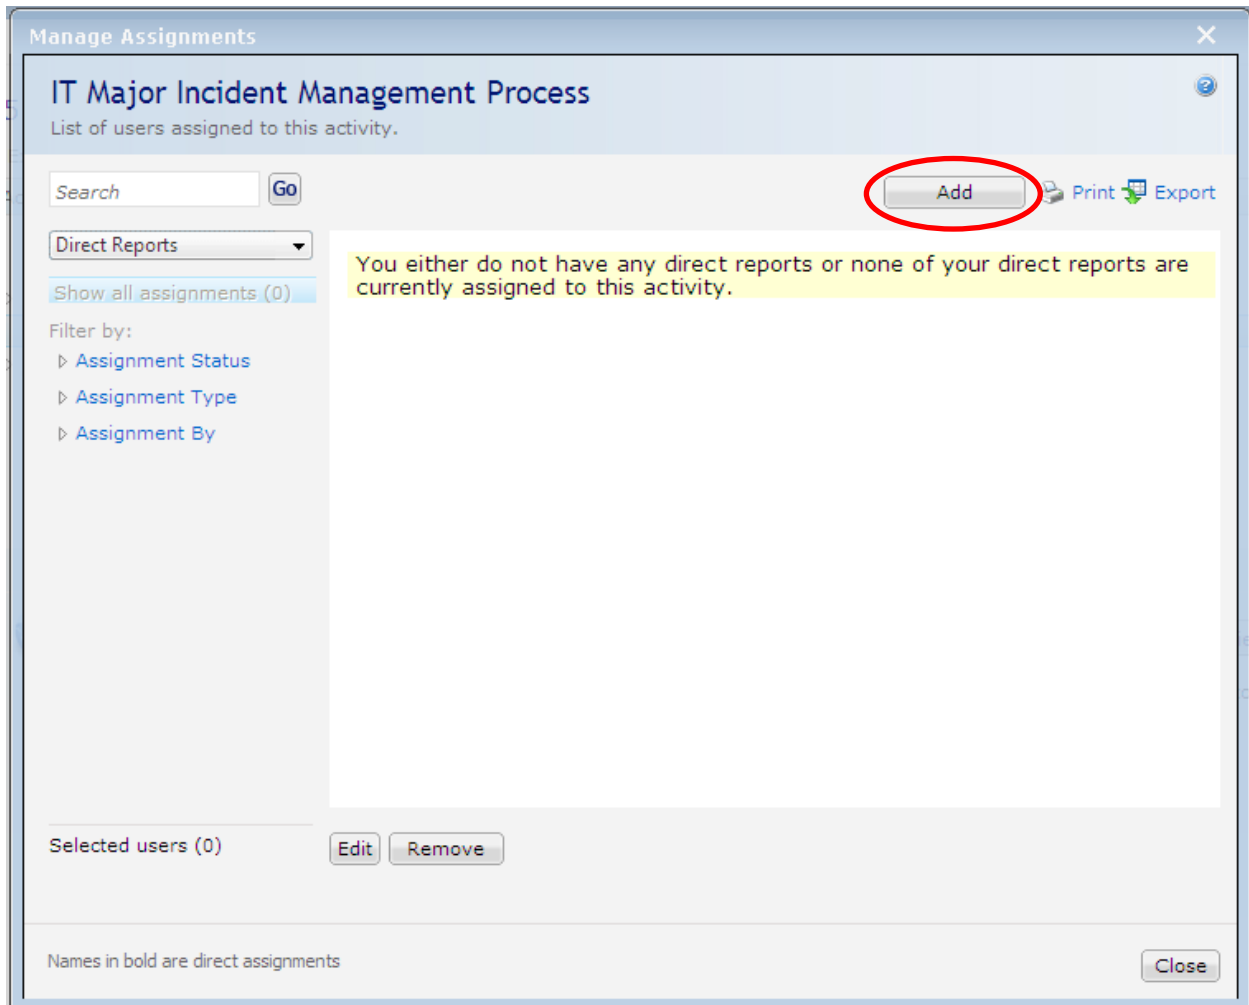 Manage Assignments
IT Major Incident Management Process
List of users assigned to this activity.
Search
Go
Add
Print
Export
Direct Reports
Show all assignments (0)
Filter by:
Assignment Status
Assignment Type
Assignment By
You either do not have any direct reports or none of your direct reports are
currently assigned to this activity.
Selected users (0)
Edit
Remove
Names in bold are direct assignments
Close